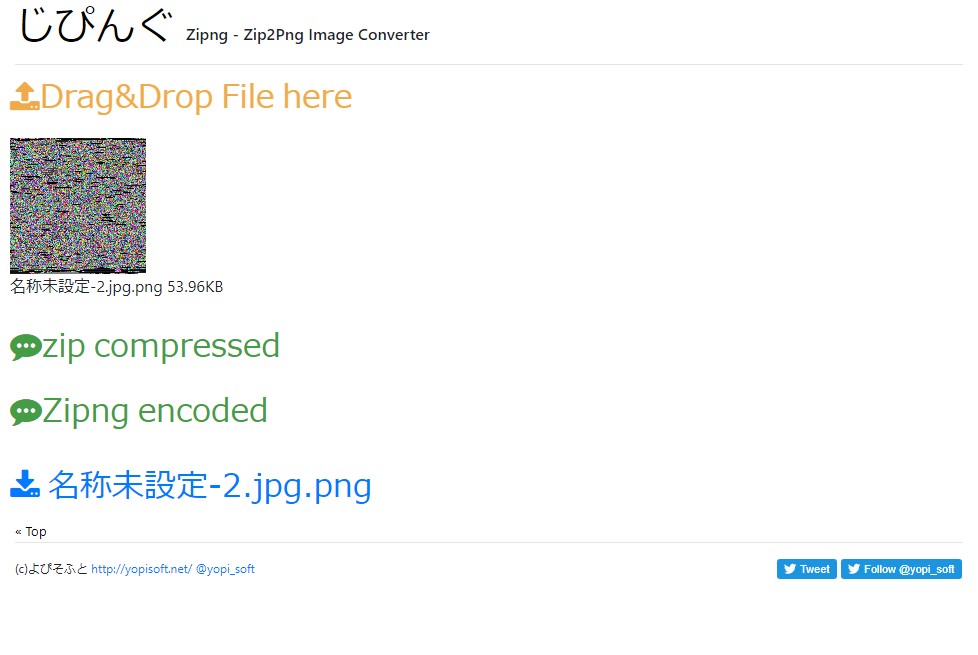 じぴんぐ Zipng - Zip2Png Image Converter
Drag&Drop File here
名称未設定-2.jpg.png 53.96KB
zip compressed
Zipng encoded
名称未設定-2.jpg.png
« Top
(c)よぴそふと http://yopisoft.net/ @yopi_soft
Tweet Follow @yopi_soft